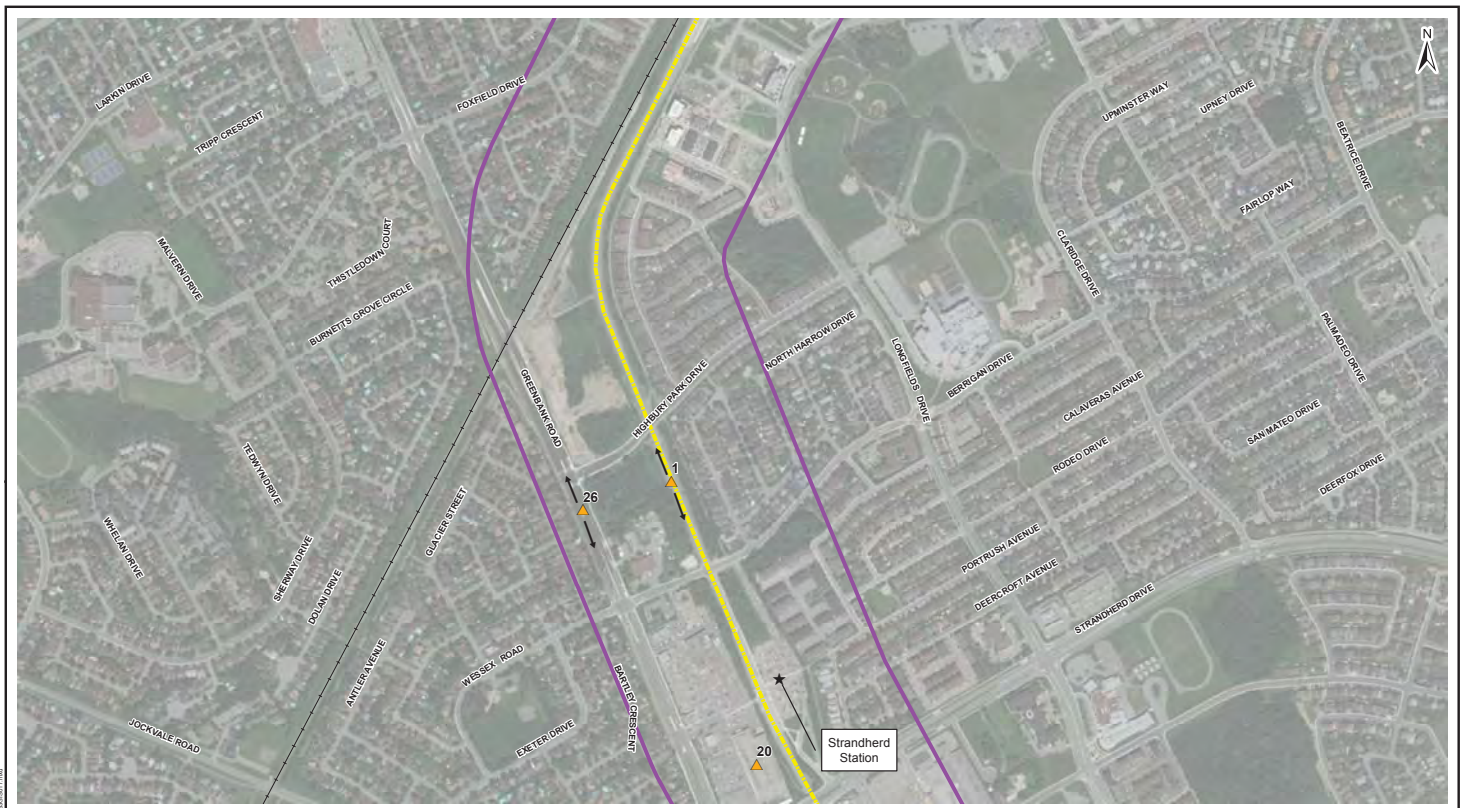 N
LARKIN DRIVE
FOXFIELD DRIVE
UPMINSTER WAY
UPNEY DRIVE
TRIPP CRESCENT
BEATRICE DRIVE
FAIRLOP WAY
MALVERN DRIVE
THISTLEDOWN COURT
CLARIDGE DRIVE
BURNETTS GROVE CIRCLE
NORTH HARROW DRIVE
PALMADEO DRIVE
GREENBANK ROAD
HIGHBURY PARK DRIVE
LONGFIELDS DRIVE
BERRIGAN DRIVE
CALAVERAS AVENUE
SAN MATEO DRIVE
RODEO DRIVE
TEDWYN DRIVE
1
DEERFOX DRIVE
26
GLACIER STREET
WHELAN DRIVE
PORTRUSH AVENUE
SHERWAY DRIVE
DOLAN DRIVE
DEERCROFT AVENUE
STRANDHERD DRIVE
WESSEX ROAD
ANTLER AVENUE
BARTLEY CRESCENT
JOCKVALE ROAD
EXETER DRIVE
20
Strandherd
Station